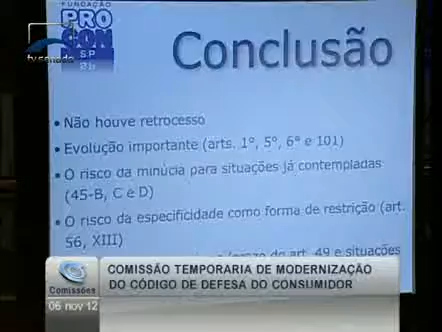 FUNDAÇÃO
PRO
CON
SP
tv senado
Conclusão
• Não houve retrocesso
• Evolução importante (arts. 1º, 5º, 6º e 101)
• O risco da minúcia para situações já contempladas
(45-B, C e D)
• O risco da especificidade como forma de restrição (art.
56, XIII)
do art. 49 e situações
COMISSÃO TEMPORARIA DE MODERNIZAÇÃO
DO CÓDIGO DE DEFESA DO CONSUMIDOR
Comissões
06 nov 12